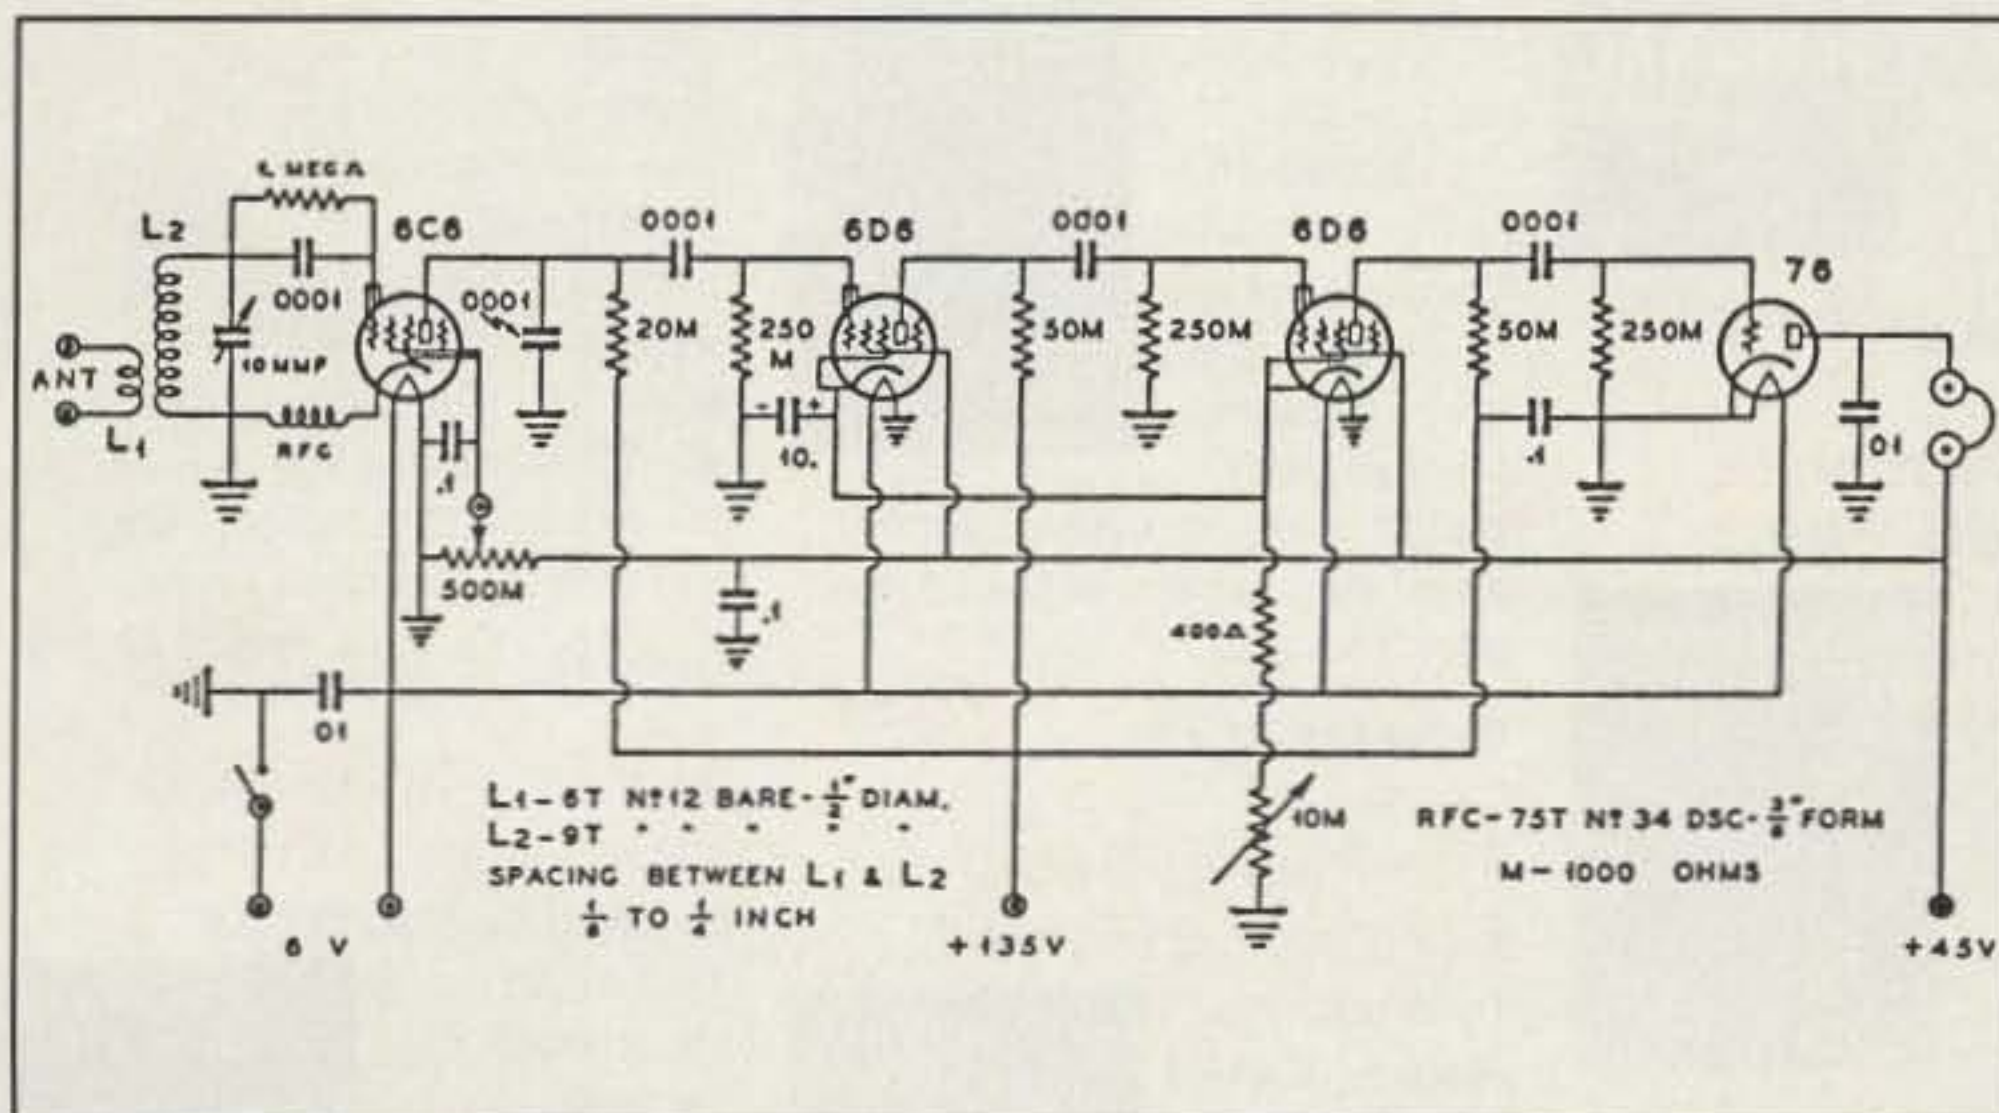 L2
6C6
0001
6D6
0001
6D6
0001
76
0001
0001
20M
250
M
50M
250M
50M
250M
10MMF
ANT
L1
RFC
.1
- +
10.
.1
01
500M
.1
400Ω
01
L1-6T Nº12 BARE-1/2" DIAM.
L2-9T " " " " "
SPACING BETWEEN L1 & L2
1/8 TO 1/4 INCH
10M
RFC-75T Nº 34 DSC-3/8" FORM
M-1000 OHMS
6 V
+135V
+45V